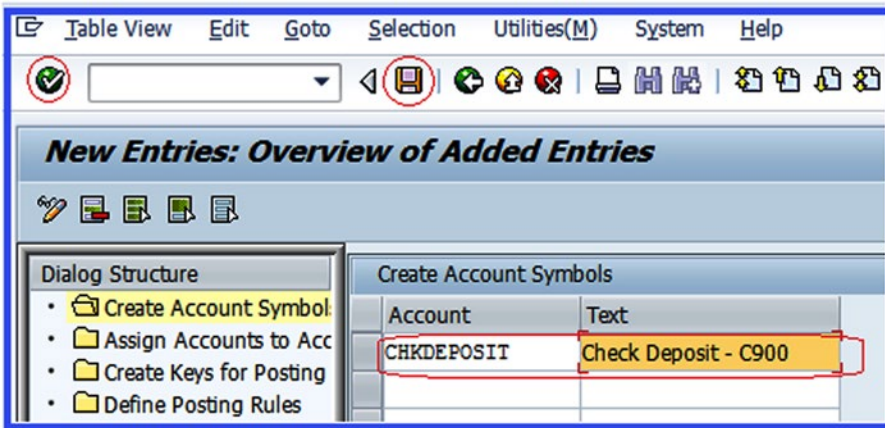 Table View Edit Goto Selection Utilities(M) System Help
New Entries: Overview of Added Entries
Dialog Structure
Create Account Symbol
Assign Accounts to Acc
Create Keys for Posting
Define Posting Rules
Create Account Symbols
Account Text
CHKDEPOSIT Check Deposit - C900